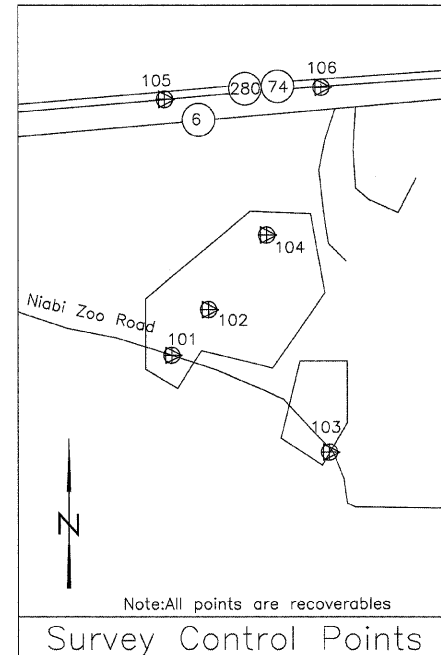 105
106
280
74
6
104
Niabi Zoo Road
102
101
103
N
Note:All points are recoverables
Survey Control Points